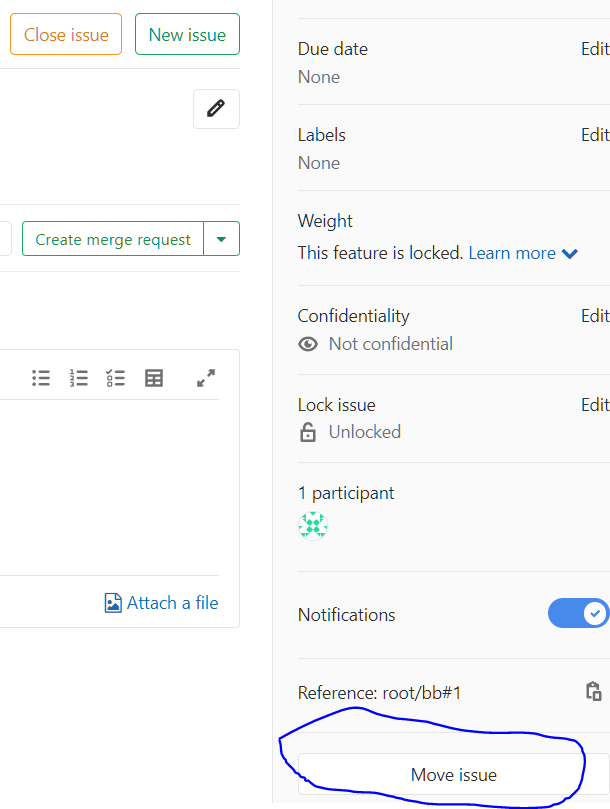 Close issue
New issue
Create merge request
Attach a file
Due date
Edit
None
Labels
Edit
None
Weight
This feature is locked. Learn more
Confidentiality
Edit
Not confidential
Lock issue
Edit
Unlocked
1 participant
Notifications
Reference: root/bb#1
Move issue